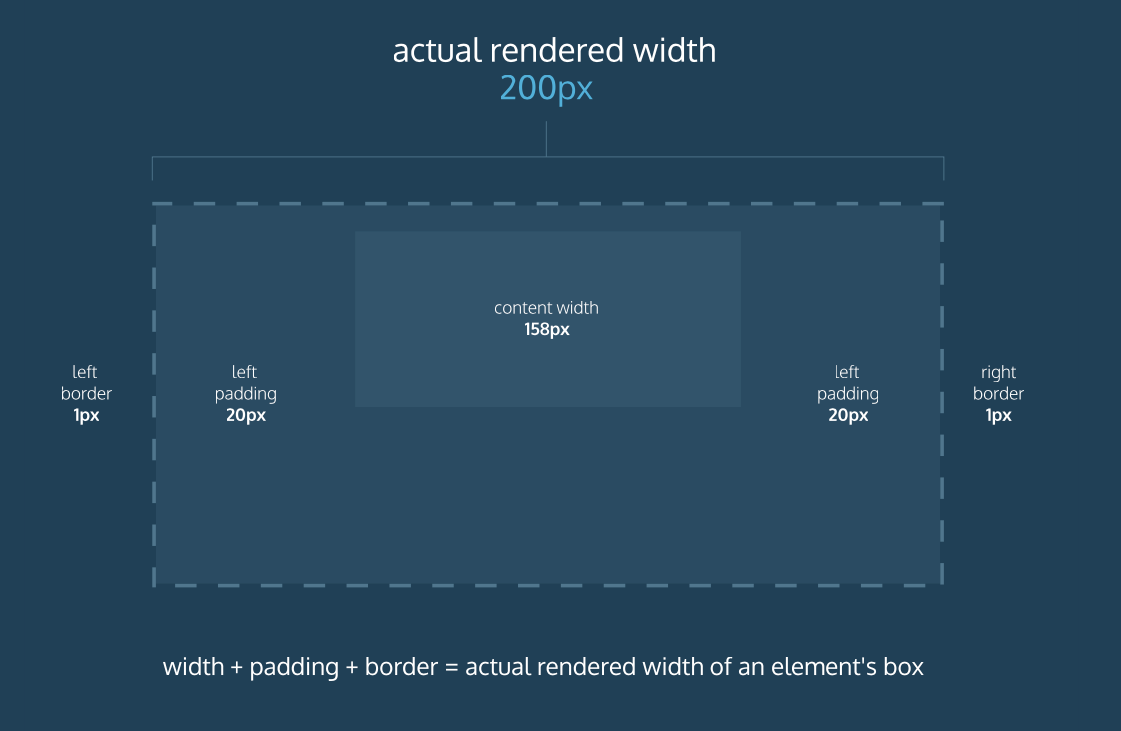 actual rendered width
200px
content width
158px
left
border
1px
left
padding
20px
left
padding
20px
right
border
1px
width + padding + border = actual rendered width of an element's box